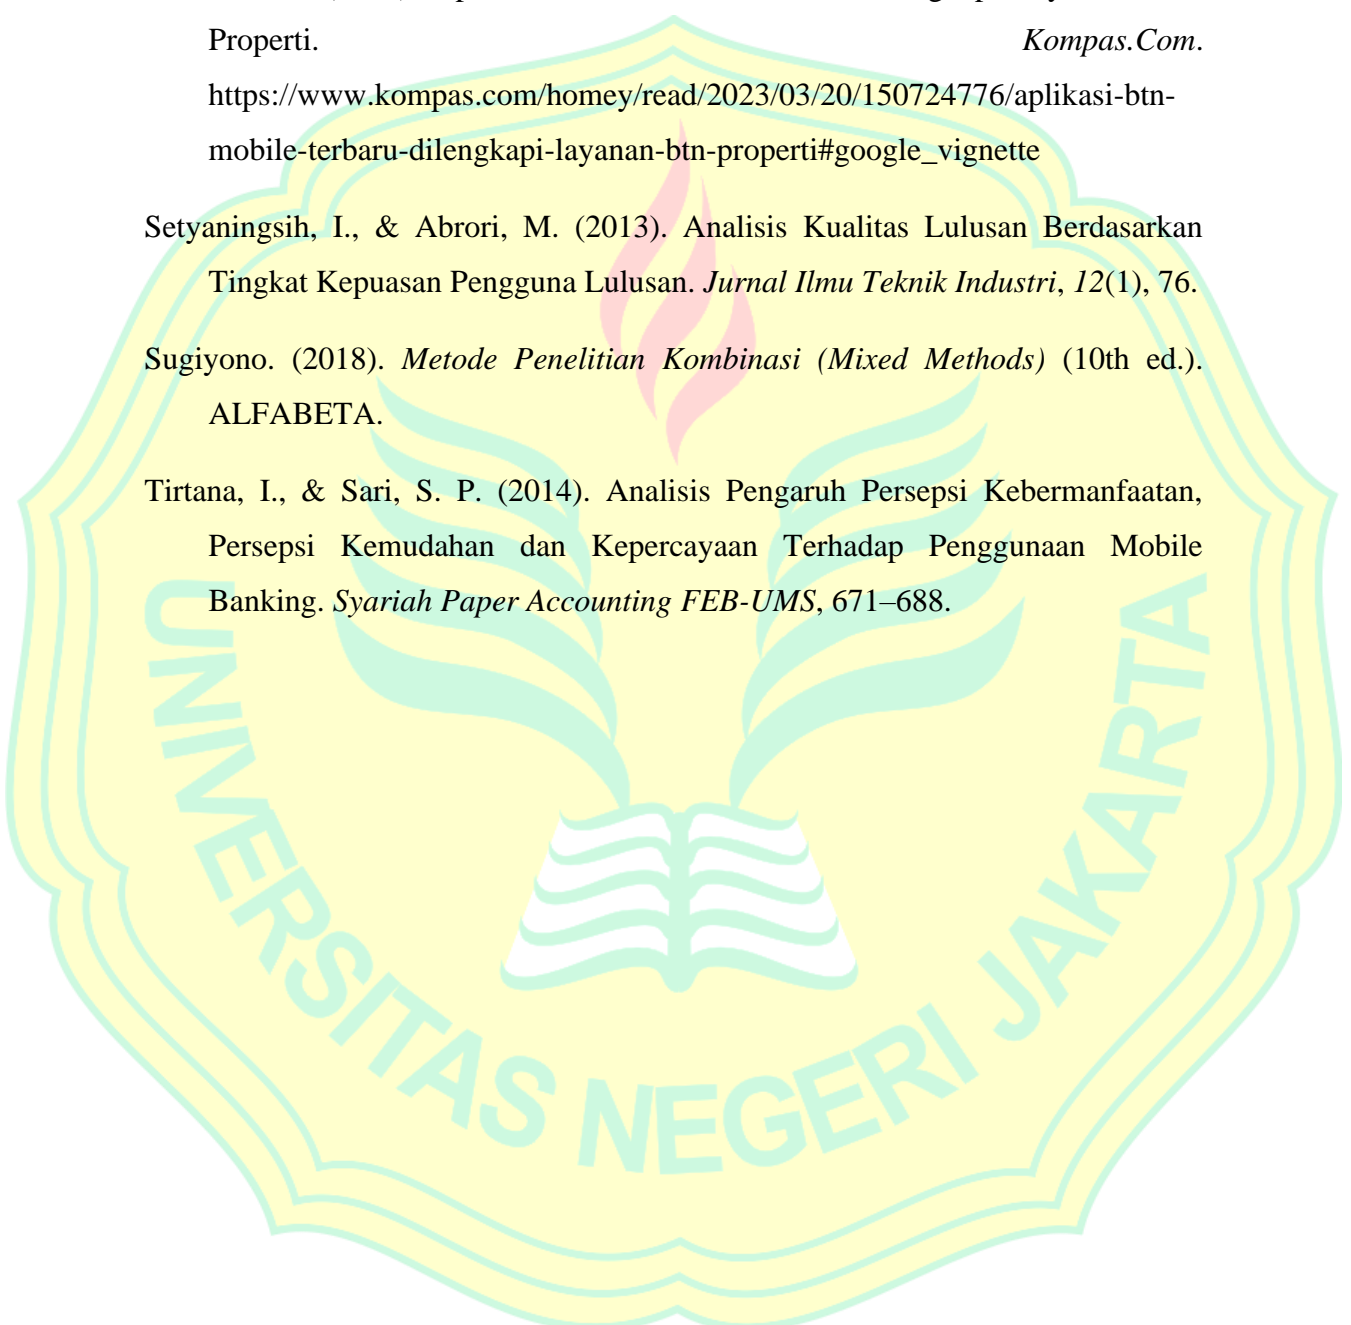 Properti. Kompas.Com.
https://www.kompas.com/homey/read/2023/03/20/150724776/aplikasi-btn-
mobile-terbaru-dilengkapi-layanan-btn-properti#google_vignette
Setyaningsih, I., & Abrori, M. (2013). Analisis Kualitas Lulusan Berdasarkan
Tingkat Kepuasan Pengguna Lulusan. Jurnal Ilmu Teknik Industri, 12(1), 76.
Sugiyono. (2018). Metode Penelitian Kombinasi (Mixed Methods) (10th ed.).
ALFABETA.
Tirtana, I., & Sari, S. P. (2014). Analisis Pengaruh Persepsi Kebermanfaatan,
Persepsi Kemudahan dan Kepercayaan Terhadap Penggunaan Mobile
Banking. Syariah Paper Accounting FEB-UMS, 671–688.
UNIVERSITAS NEGERI JAKARTA